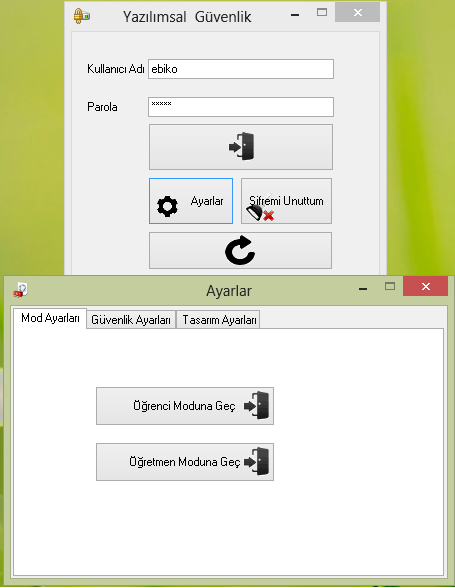 Yazılımsal Güvenlik
Kullanıcı Adı ebiko
Parola *****
Ayarlar Şifremi Unuttum
Ayarlar
Mod Ayarları Güvenlik Ayarları Tasarım Ayarları
Öğrenci Moduna Geç
Öğretmen Moduna Geç